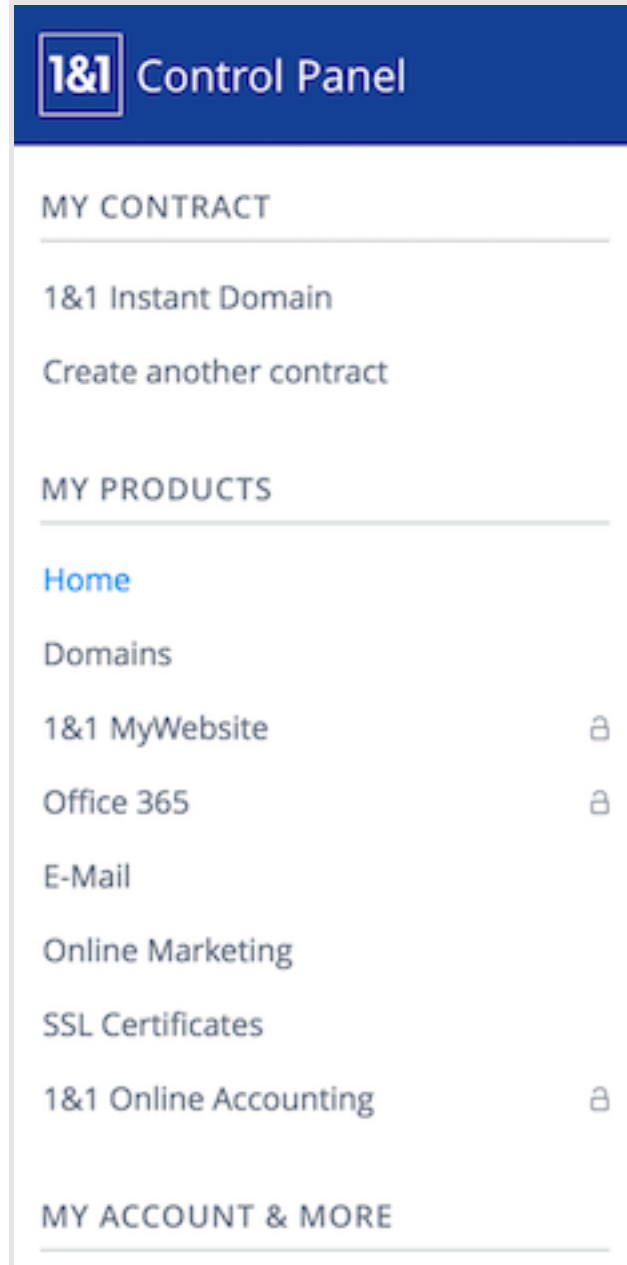 1&1 Control Panel
MY CONTRACT
1&1 Instant Domain
Create another contract
MY PRODUCTS
Home
Domains
1&1 MyWebsite
Office 365
E-Mail
Online Marketing
SSL Certificates
1&1 Online Accounting
MY ACCOUNT & MORE